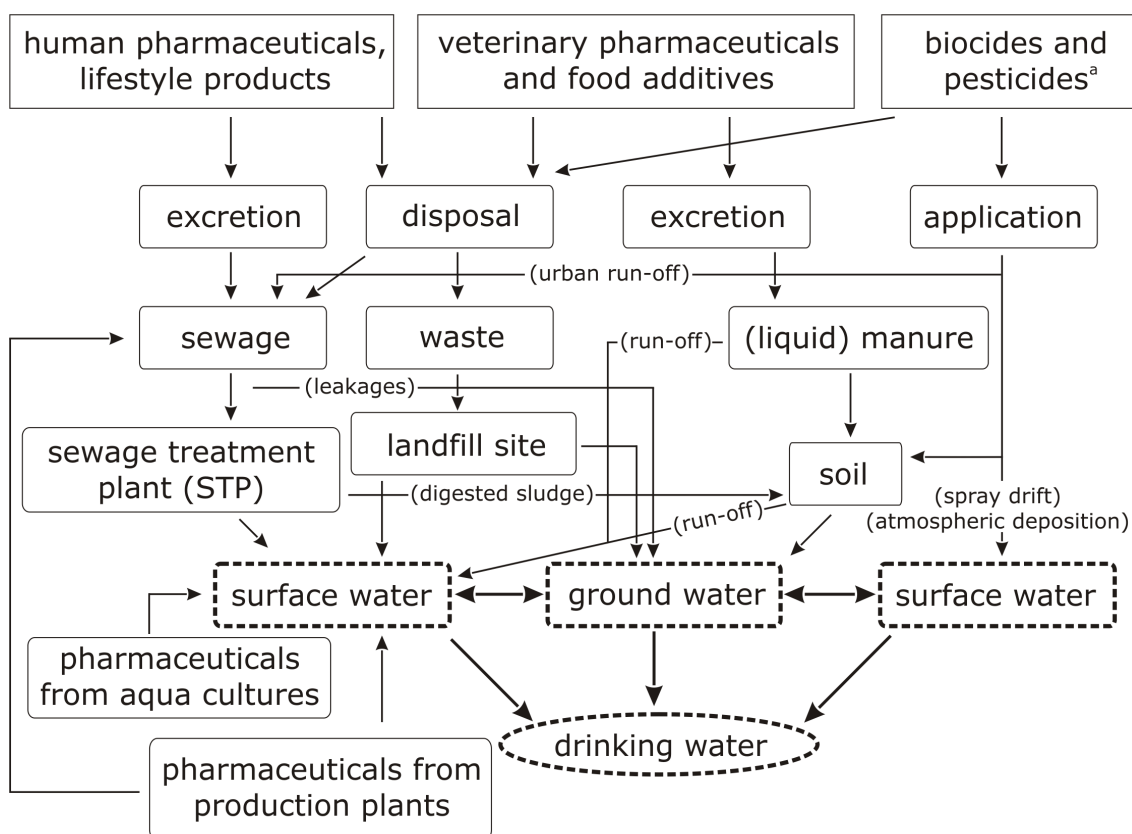 human pharmaceuticals,
lifestyle products
veterinary pharmaceuticals
and food additives
biocides and
pesticidesᵃ
excretion
disposal
excretion
application
(urban run-off)
sewage
waste
(run-off)
(liquid) manure
(leakages)
sewage treatment
plant (STP)
landfill site
soil
(digested sludge)
(run-off)
(spray drift)
(atmospheric deposition)
surface water
ground water
surface water
pharmaceuticals
from aqua cultures
drinking water
pharmaceuticals from
production plants